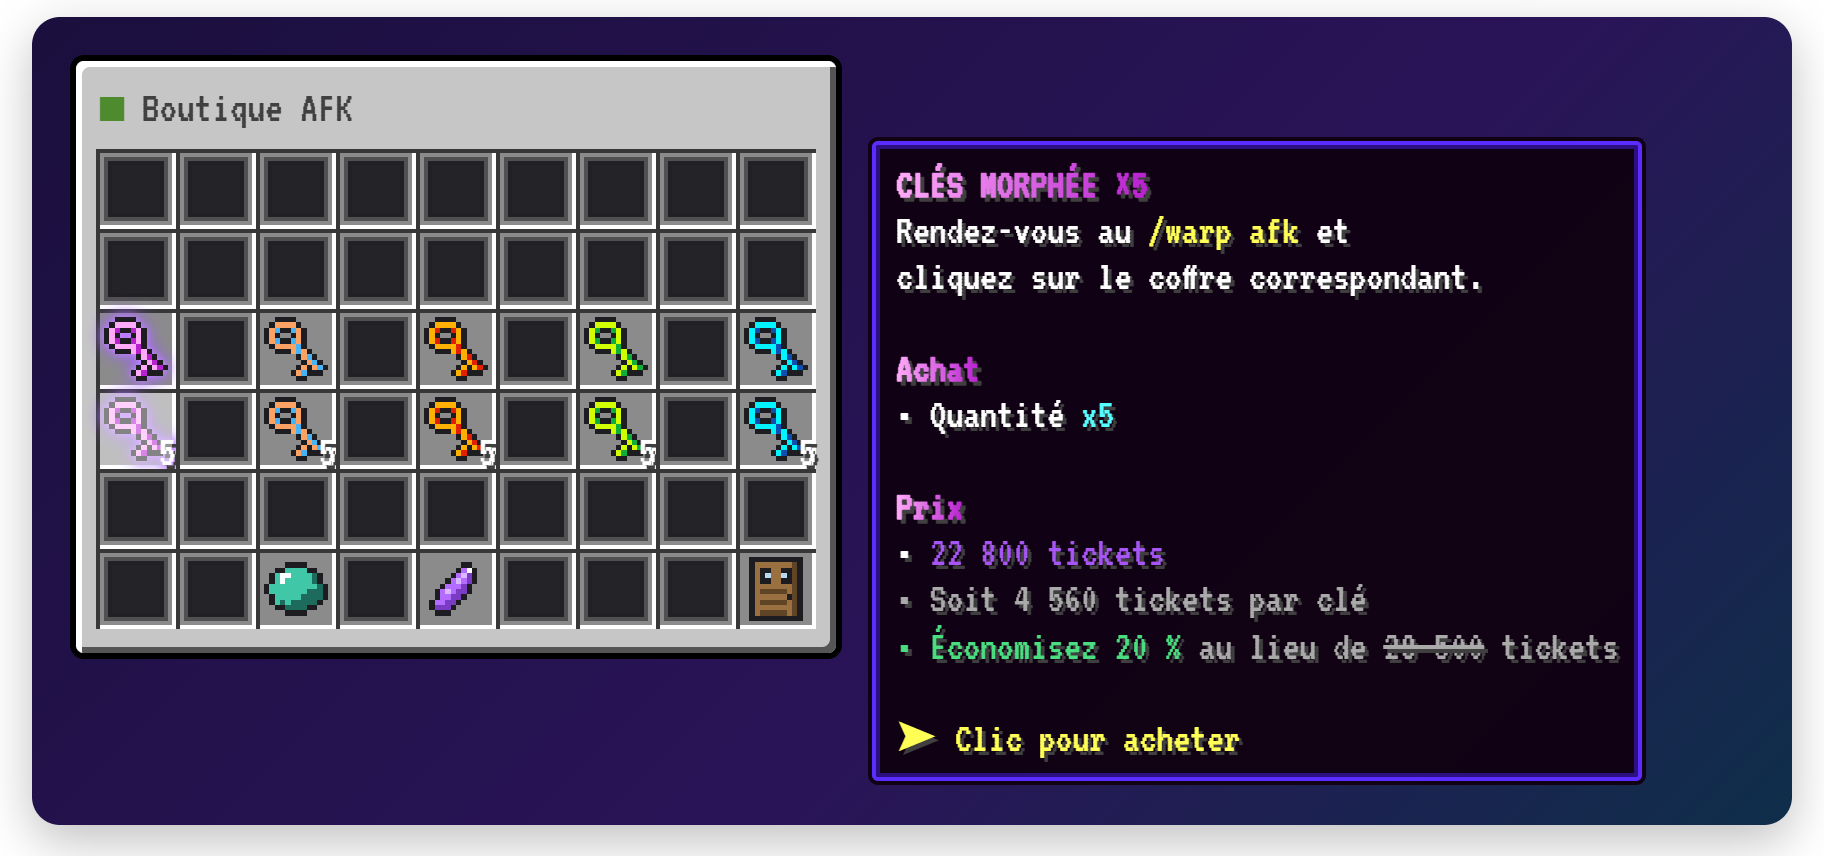 Boutique AFK
5 5 5 5 5
CLÉS MORPHÉE X5
Rendez-vous au /warp afk et
cliquez sur le coffre correspondant.
Achat
▪ Quantité x5
Prix
▪ 22 800 tickets
▪ Soit 4 560 tickets par clé
▪ Économisez 20 % au lieu de 28 500 tickets
➤ Clic pour acheter